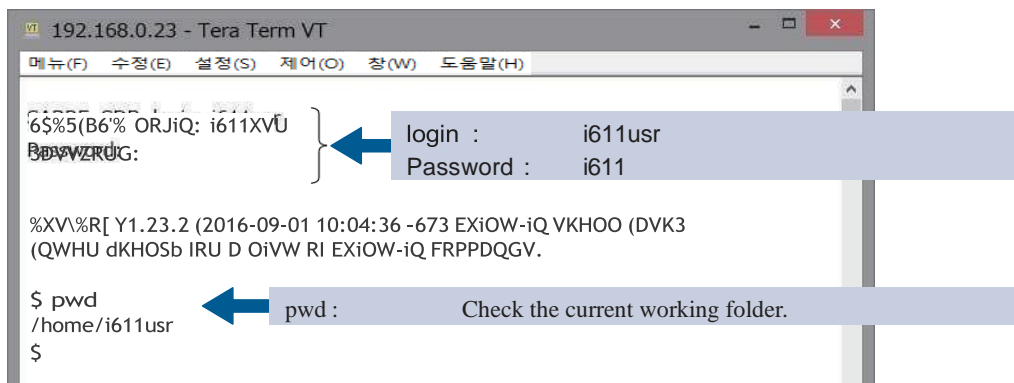 192.168.0.23 - Tera Term VT
메뉴(F) 수정(E) 설정(S) 제어(O) 창(W) 도움말(H)
'6$%5(B6'% ORJiQ: i611XVU
login : i611usr
Password : i611
%XV\%R[ Y1.23.2 (2016-09-01 10:04:36 -673 EXiOW-iQ VKHOO (DVK3
(QWHU dKHOSb IRU D OiVW RI EXiOW-iQ FRPPDQGV.
$ pwd
pwd : Check the current working folder.
/home/i611usr
$